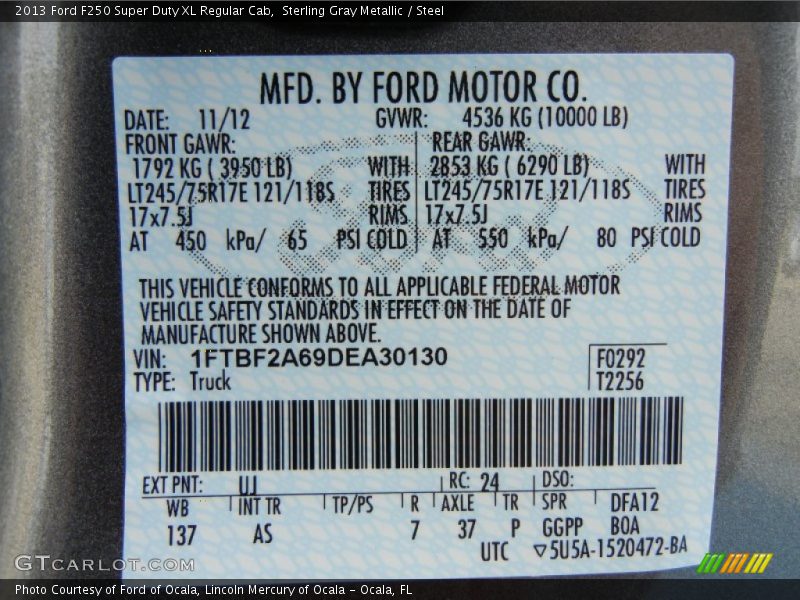 2013 Ford F250 Super Duty XL Regular Cab,  Sterling Gray Metallic / Steel
MFD. BY FORD MOTOR CO.
DATE: 11/12 GVWR: 4536 KG (10000 LB)
FRONT GAWR: REAR GAWR:
1792 KG ( 3950 LB) WITH 2853 KG ( 6290 LB) WITH
LT245/75R17E 121/118S TIRES LT245/75R17E 121/118S TIRES
17x7.5J RIMS 17x7.5J RIMS
AT 450 kPa/ 65 PSI COLD AT 550 kPa/ 80 PSI COLD
THIS VEHICLE CONFORMS TO ALL APPLICABLE FEDERAL MOTOR
VEHICLE SAFETY STANDARDS IN EFFECT ON THE DATE OF
MANUFACTURE SHOWN ABOVE.
VIN: 1FTBF2A69DEA30130 F0292
TYPE: Truck T2256
EXT PNT: UJ RC: 24 DSO:
WB INT TR TP/PS R AXLE TR SPR DFA12
137 AS 7 37 P GGPP BOA
UTC ▽5U5A-1520472-BA
GTCarLot.com
Photo Courtesy of Ford of Ocala, Lincoln Mercury of Ocala - Ocala, FL